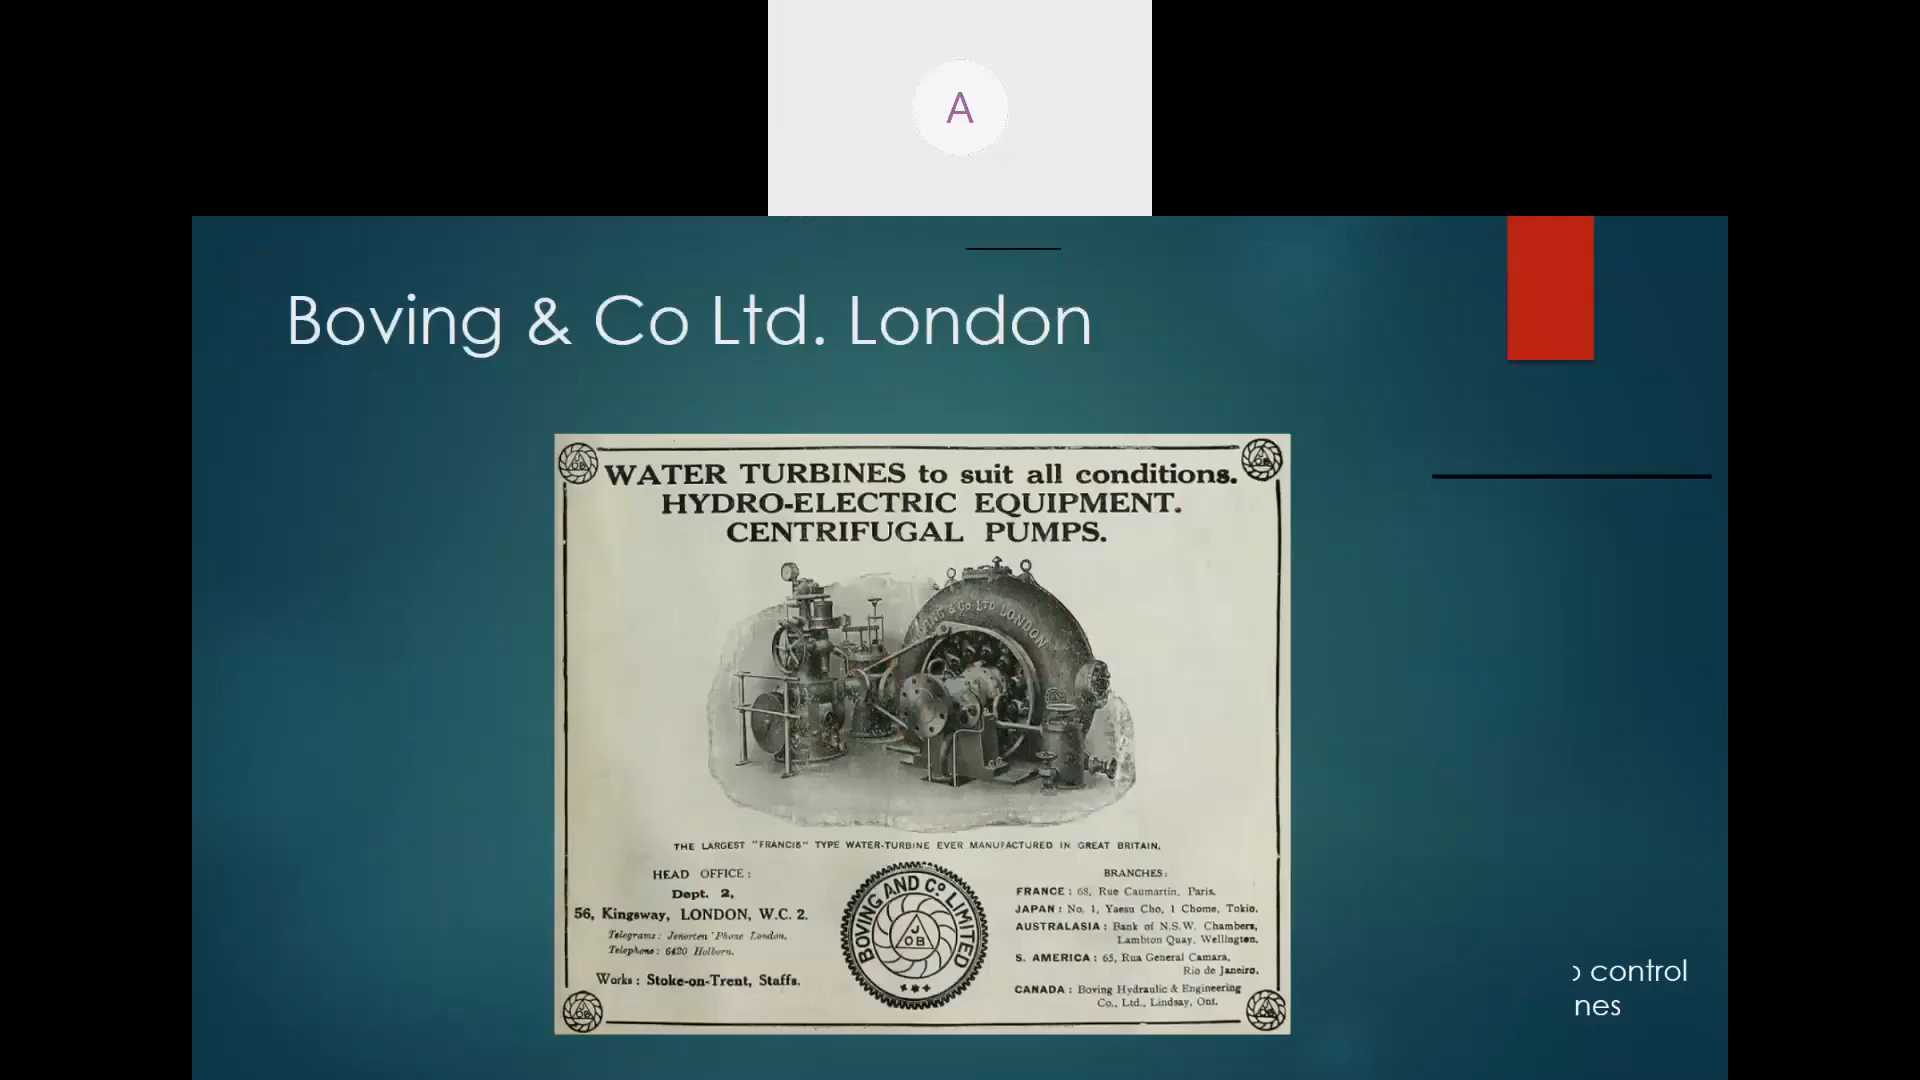 A
Boving & Co Ltd. London
WATER TURBINES to suit all conditions.
HYDRO-ELECTRIC EQUIPMENT.
CENTRIFUGAL PUMPS.
BOVING & Co LTD LONDON
THE LARGEST "FRANCIS" TYPE WATER-TURBINE EVER MANUFACTURED IN GREAT BRITAIN.
HEAD OFFICE:
Dept. 2,
56, Kingsway, LONDON, W.C. 2.
Telegrams: Jenorten 'Phone London.
Telephone: 6420 Holborn.
Works: Stoke-on-Trent, Staffs.
BOVING AND Co LIMITED
J
OB
BRANCHES:
FRANCE: 68, Rue Caumartin, Paris.
JAPAN: No. 1, Yaesu Cho, 1 Chome, Tokio.
AUSTRALASIA: Bank of N.S.W. Chambers,
Lambton Quay, Wellington.
S. AMERICA: 65, Rua General Camara,
Rio de Janeiro.
CANADA: Boving Hydraulic & Engineering
Co., Ltd., Lindsay, Ont.
control
nes